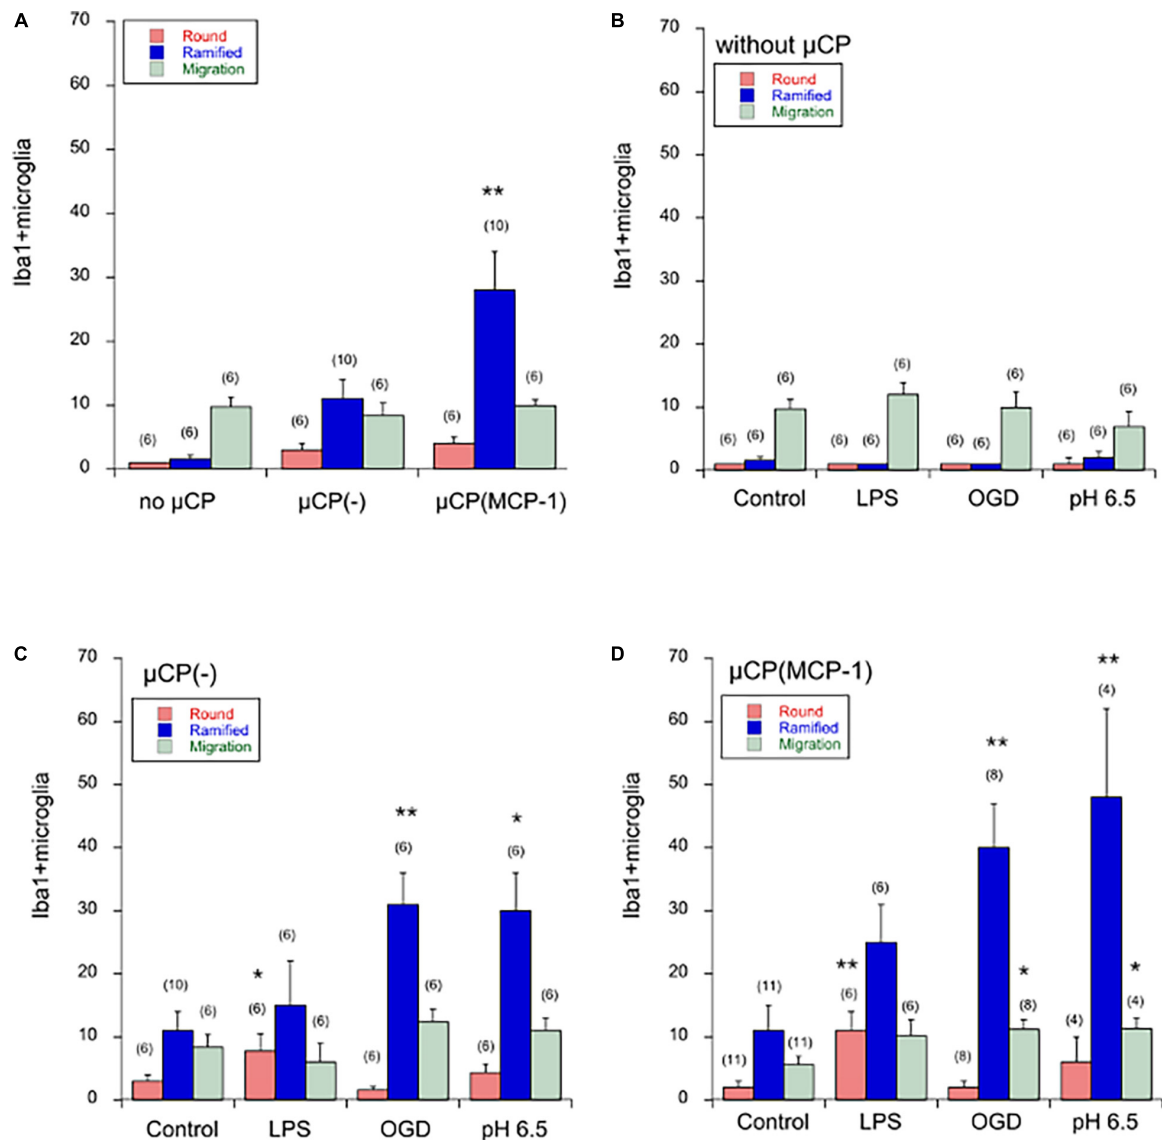 A
70
60
50
40
30
20
10
0
Iba1+microglia
Round
Ramified
Migration
**
(10)
(10)
(6)
(6)
(6)
(6)
(6)
(6)
(6)
no µCP
µCP(-)
µCP(MCP-1)
B
70
60
50
40
30
20
10
0
Iba1+microglia
without µCP
Round
Ramified
Migration
(6) (6) (6)
(6) (6) (6)
(6) (6) (6)
(6) (6) (6)
Control
LPS
OGD
pH 6.5
C
70
60
50
40
30
20
10
0
Iba1+microglia
µCP(-)
Round
Ramified
Migration
(6) (10) (6)
*
(6) (6) (6)
**
(6) (6) (6)
*
(6) (6) (6)
Control
LPS
OGD
pH 6.5
D
70
60
50
40
30
20
10
0
Iba1+microglia
µCP(MCP-1)
Round
Ramified
Migration
(11) (11) (11)
**
(6) (6) (6)
**
*
(8) (8) (8)
**
*
(4) (4) (4)
Control
LPS
OGD
pH 6.5